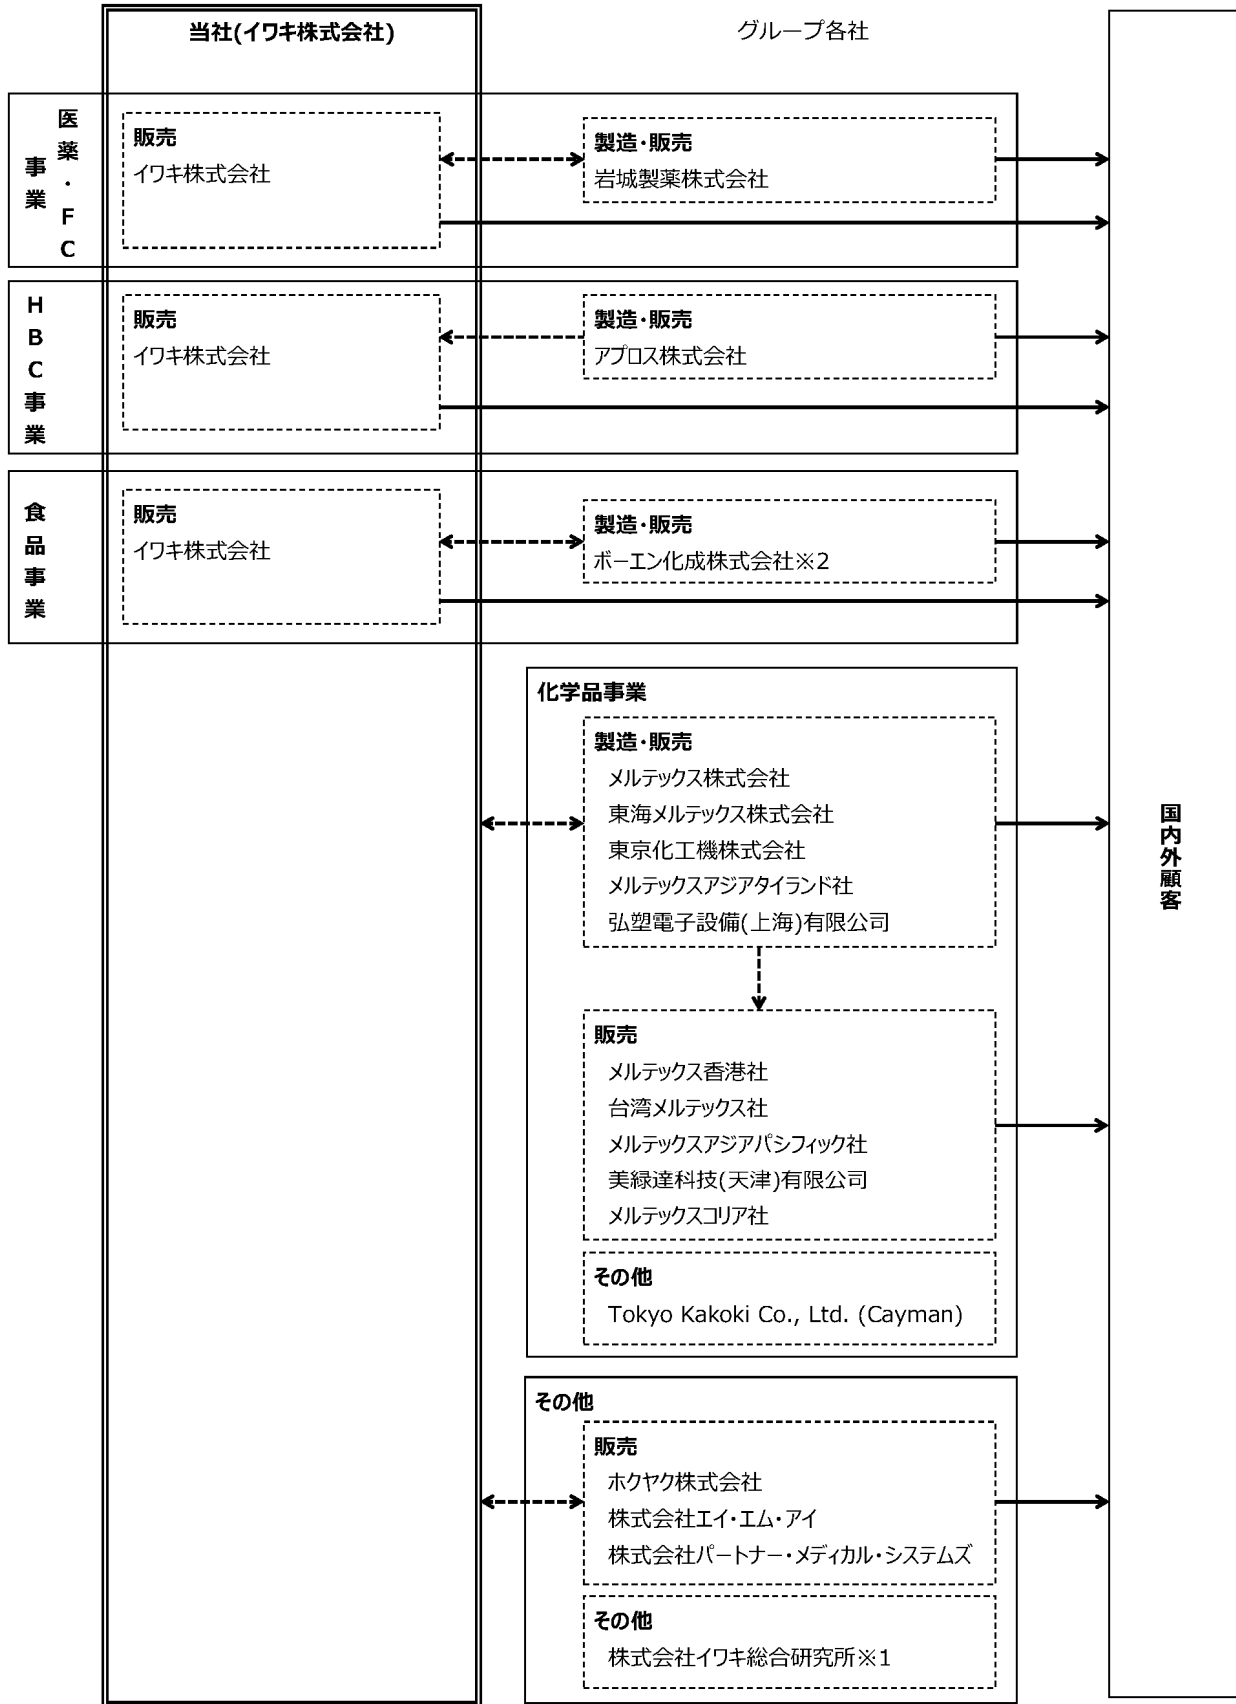 当社(イワキ株式会社)
グループ各社
医薬・FC
事業
販売
イワキ株式会社
製造・販売
岩城製薬株式会社
HBC事業
販売
イワキ株式会社
製造・販売
アプロス株式会社
食品事業
販売
イワキ株式会社
製造・販売
ボーエン化成株式会社※2
化学品事業
製造・販売
メルテックス株式会社
東海メルテックス株式会社
東京化工機株式会社
メルテックスアジアタイランド社
弘塑電子設備(上海)有限公司
販売
メルテックス香港社
台湾メルテックス社
メルテックスアジアパシフィック社
美緑達科技(天津)有限公司
メルテックスコリア社
その他
Tokyo Kakoki Co., Ltd. (Cayman)
その他
販売
ホクヤク株式会社
株式会社エイ・エム・アイ
株式会社パートナー・メディカル・システムズ
その他
株式会社イワキ総合研究所※1
国内外顧客